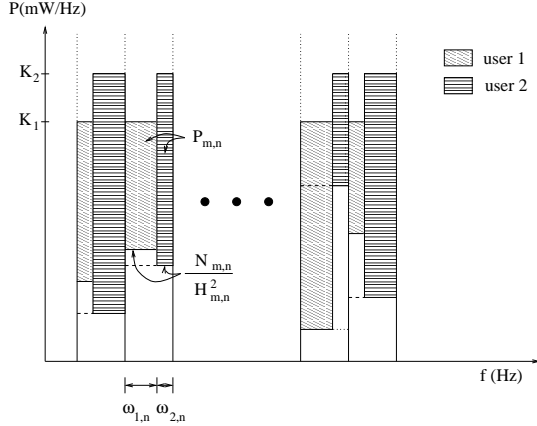 P(mW/Hz)
K₂
K₁
user 1
user 2
Pₘ,ₙ
Nₘ,ₙ
H²ₘ,ₙ
f (Hz)
ω₁,ₙ ω₂,ₙ